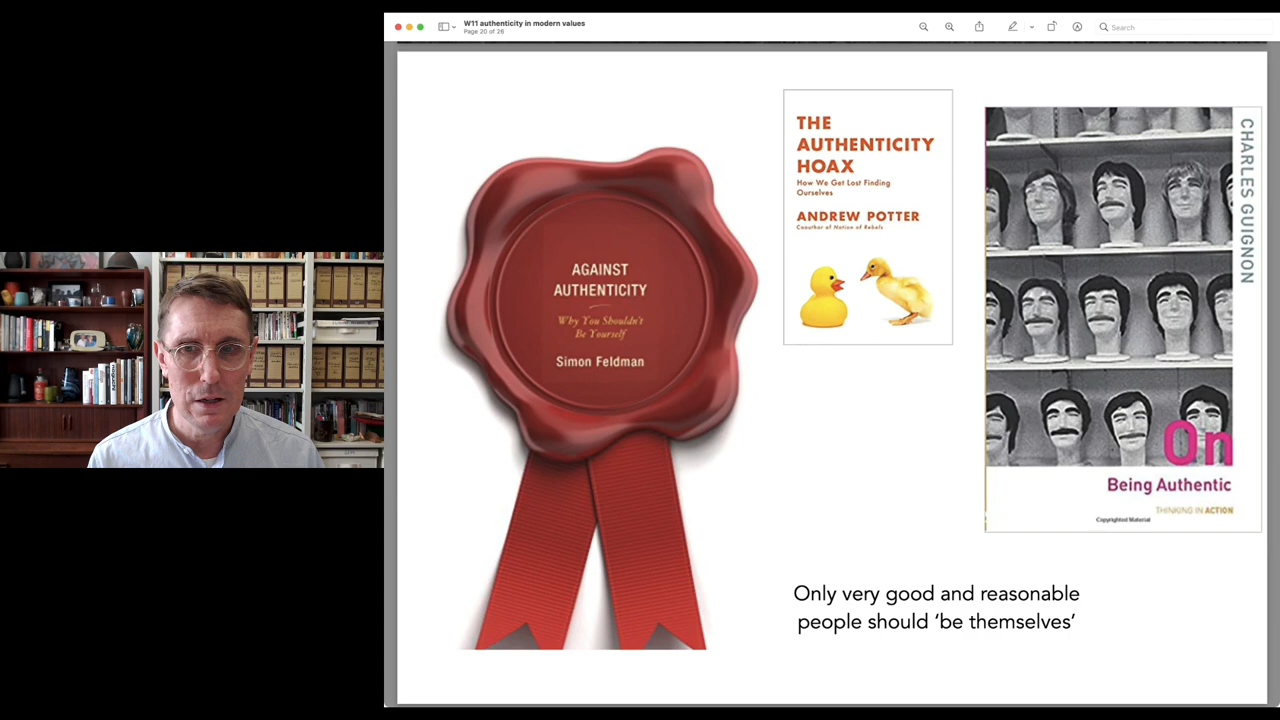 W11 authenticity in modern values
Page 20 of 26
Search
AGAINST
AUTHENTICITY
Why You Shouldn't
Be Yourself
Simon Feldman
THE
AUTHENTICITY
HOAX
How We Get Lost Finding
Ourselves
ANDREW POTTER
Coauthor of Nation of Rebels
CHARLES GUIGNON
On
Being Authentic
THINKING IN ACTION
Copyrighted Material
Only very good and reasonable
people should ‘be themselves’